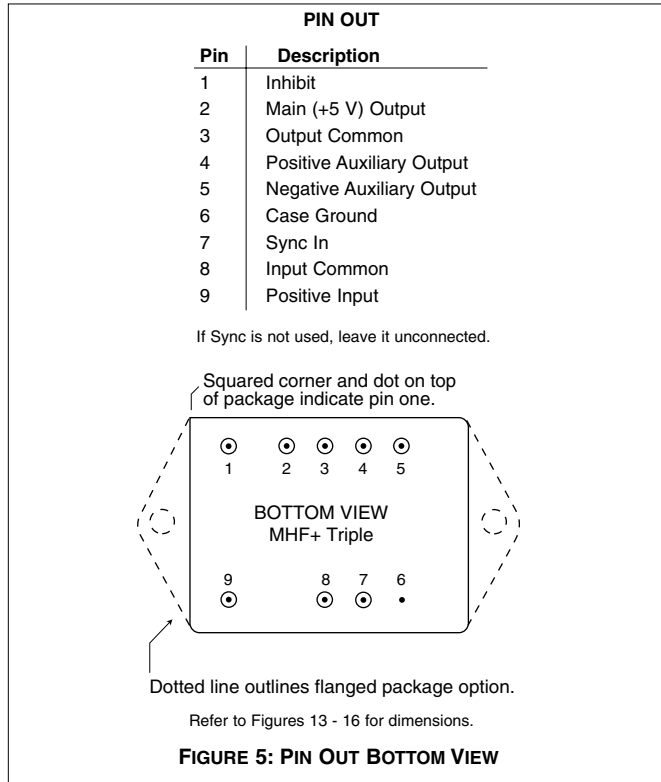 PIN OUT
Pin Description
1 Inhibit
2 Main (+5 V) Output
3 Output Common
4 Positive Auxiliary Output
5 Negative Auxiliary Output
6 Case Ground
7 Sync In
8 Input Common
9 Positive Input
If Sync is not used, leave it unconnected.
Squared corner and dot on top
of package indicate pin one.
1 2 3 4 5
BOTTOM VIEW
MHF+ Triple
9 8 7 6
Dotted line outlines flanged package option.
Refer to Figures 13 - 16 for dimensions.
FIGURE 5: PIN OUT BOTTOM VIEW